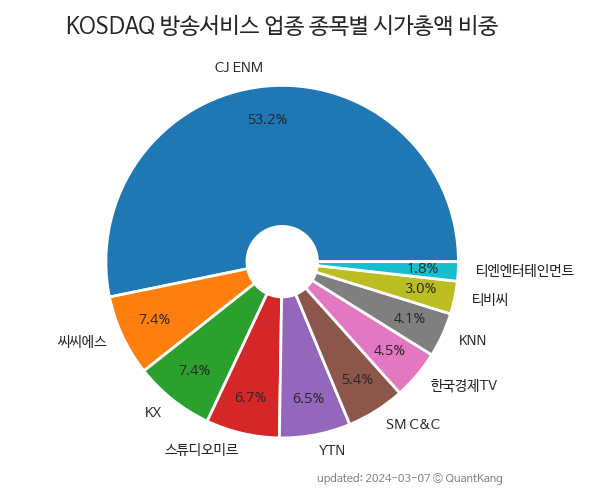 KOSDAQ 방송서비스 업종 종목별 시가총액 비중
CJ ENM
53.2%
1.8%
티엔엔터테인먼트
3.0%
티비씨
4.1%
KNN
7.4%
씨씨에스
4.5%
한국경제TV
7.4%
KX
5.4%
SM C&C
6.7%
스튜디오미르
6.5%
YTN
updated: 2024-03-07 © QuantKang